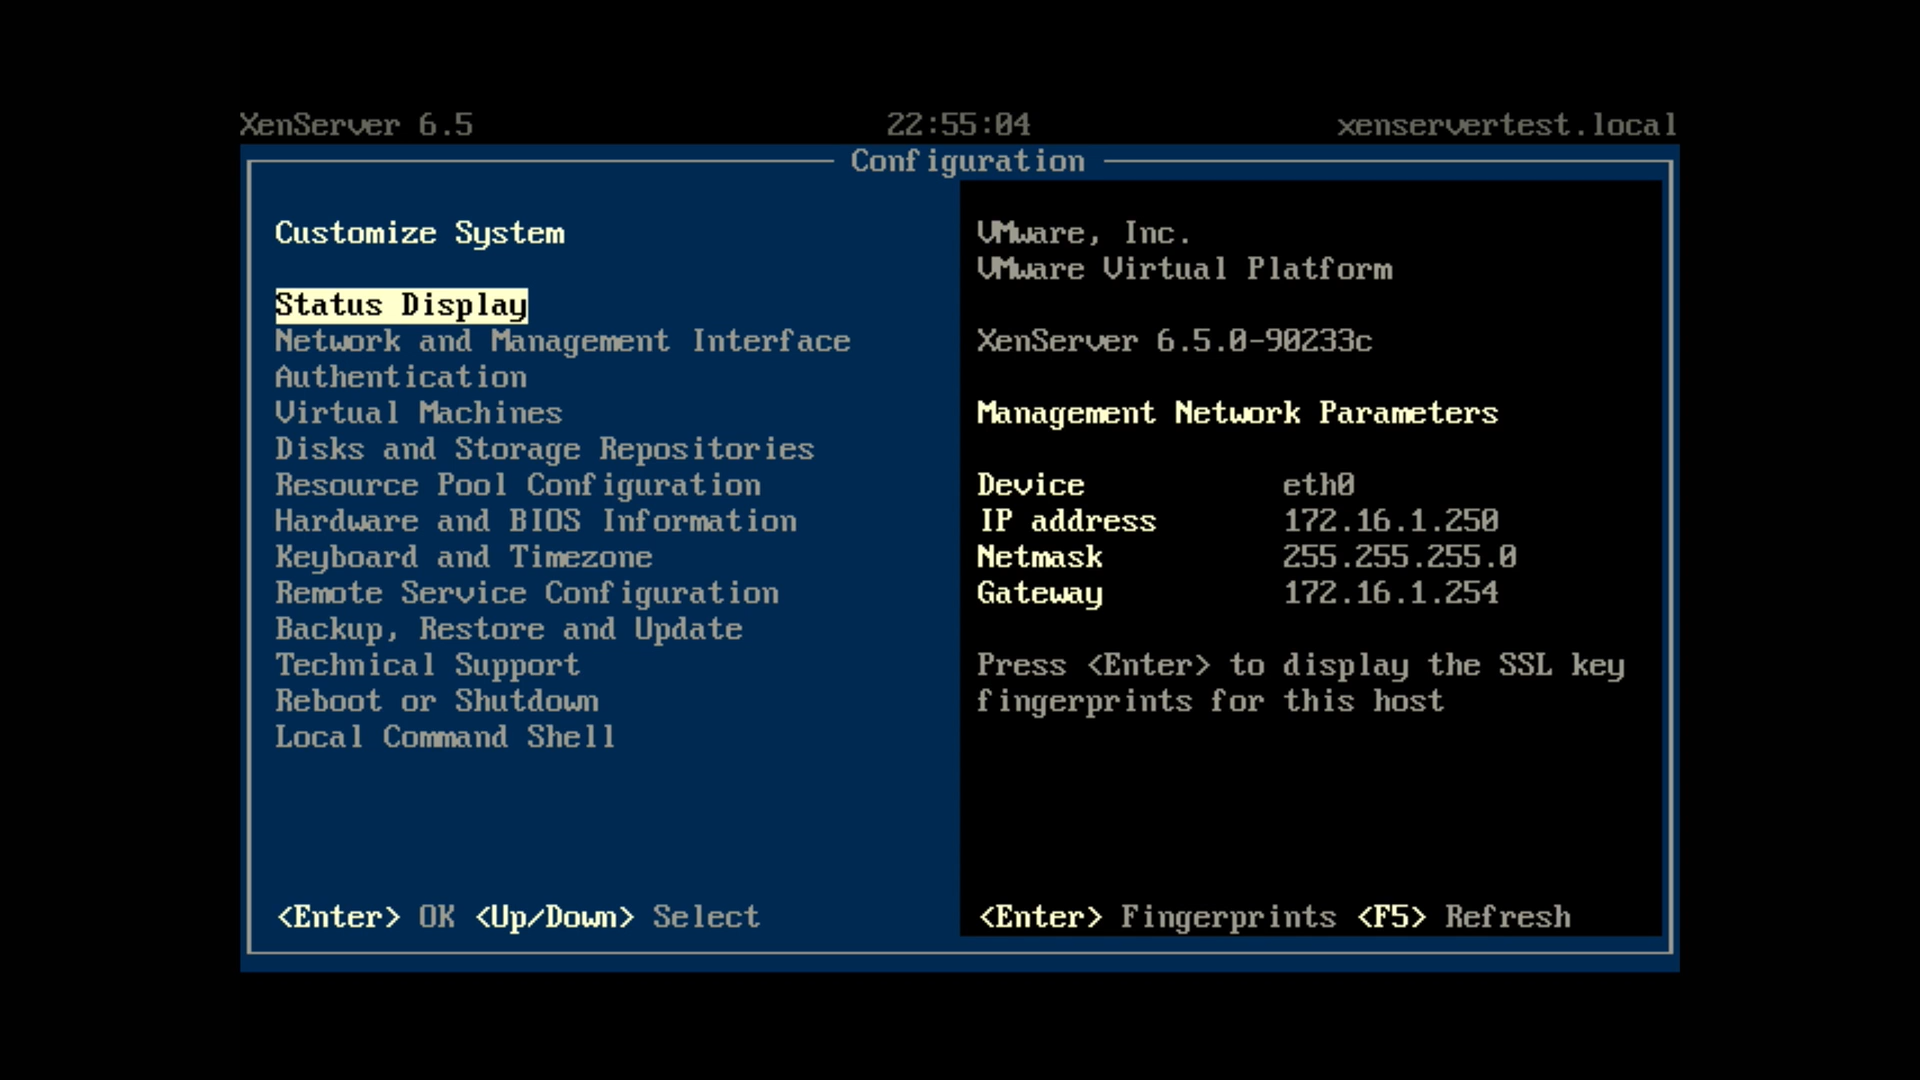 XenServer 6.5 22:55:04 xenservertest.local
Configuration
Customize System
Status Display
Network and Management Interface
Authentication
Virtual Machines
Disks and Storage Repositories
Resource Pool Configuration
Hardware and BIOS Information
Keyboard and Timezone
Remote Service Configuration
Backup, Restore and Update
Technical Support
Reboot or Shutdown
Local Command Shell
<Enter> OK <Up/Down> Select
VMware, Inc.
VMware Virtual Platform
XenServer 6.5.0-90233c
Management Network Parameters
Device eth0
IP address 172.16.1.250
Netmask 255.255.255.0
Gateway 172.16.1.254
Press <Enter> to display the SSL key
fingerprints for this host
<Enter> Fingerprints <F5> Refresh